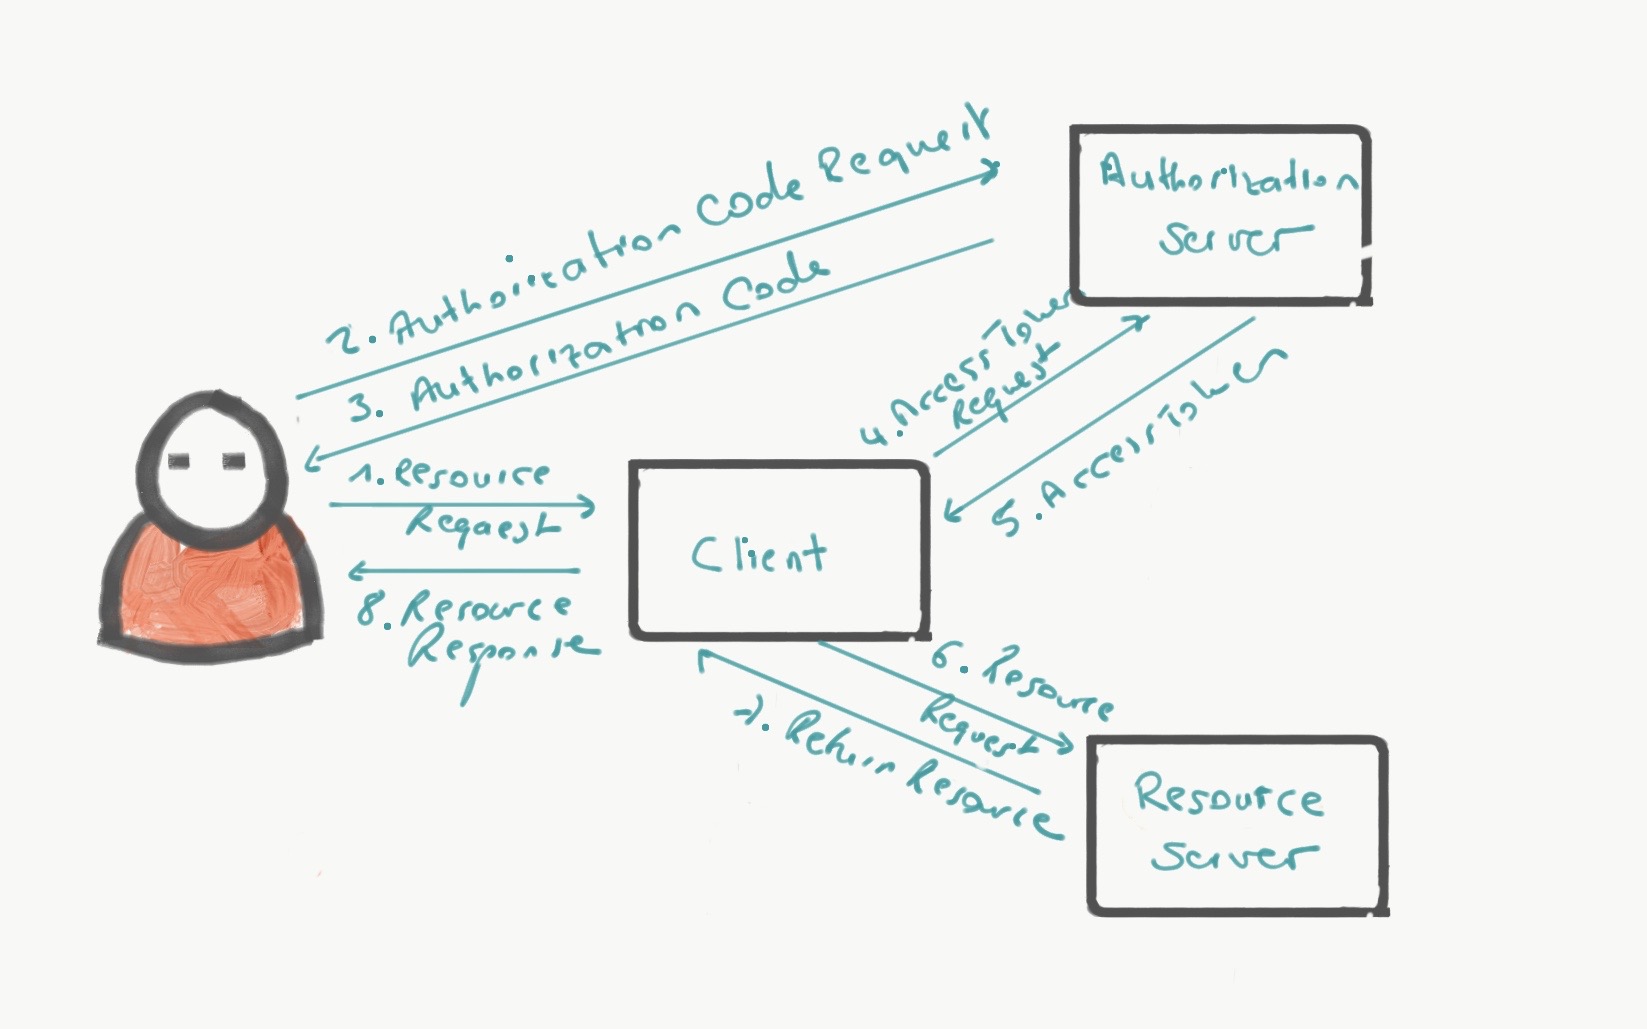 2. Authorization Code Request
3. Authorization Code
Authorization
Server
4. Access Token
Request
5. Access Token
1. Resource
Request
8. Resource
Response
Client
6. Resource
Request
7. Return Resource
Resource
Server